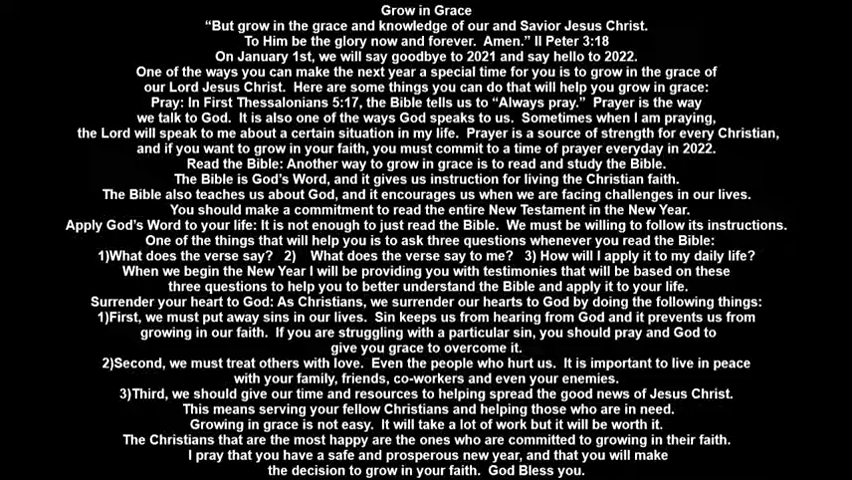 Grow in Grace
“But grow in the grace and knowledge of our and Savior Jesus Christ.
To Him be the glory now and forever.  Amen.” II Peter 3:18
On January 1st, we will say goodbye to 2021 and say hello to 2022.
One of the ways you can make the next year a special time for you is to grow in the grace of
our Lord Jesus Christ.  Here are some things you can do that will help you grow in grace:
Pray: In First Thessalonians 5:17, the Bible tells us to “Always pray.”  Prayer is the way
we talk to God.  It is also one of the ways God speaks to us.  Sometimes when I am praying,
the Lord will speak to me about a certain situation in my life.  Prayer is a source of strength for every Christian,
and if you want to grow in your faith, you must commit to a time of prayer everyday in 2022.
Read the Bible: Another way to grow in grace is to read and study the Bible.
The Bible is God’s Word, and it gives us instruction for living the Christian faith.
The Bible also teaches us about God, and it encourages us when we are facing challenges in our lives.
You should make a commitment to read the entire New Testament in the New Year.
Apply God’s Word to your life: It is not enough to just read the Bible.  We must be willing to follow its instructions.
One of the things that will help you is to ask three questions whenever you read the Bible:
1)What does the verse say?   2)    What does the verse say to me?   3) How will I apply it to my daily life?
When we begin the New Year I will be providing you with testimonies that will be based on these
three questions to help you to better understand the Bible and apply it to your life.
Surrender your heart to God: As Christians, we surrender our hearts to God by doing the following things:
1)First, we must put away sins in our lives.  Sin keeps us from hearing from God and it prevents us from
growing in our faith.  If you are struggling with a particular sin, you should pray and God to
give you grace to overcome it.
2)Second, we must treat others with love.  Even the people who hurt us.  It is important to live in peace
with your family, friends, co-workers and even your enemies.
3)Third, we should give our time and resources to helping spread the good news of Jesus Christ.
This means serving your fellow Christians and helping those who are in need.
Growing in grace is not easy.  It will take a lot of work but it will be worth it.
The Christians that are the most happy are the ones who are committed to growing in their faith.
I pray that you have a safe and prosperous new year, and that you will make
the decision to grow in your faith.  God Bless you.